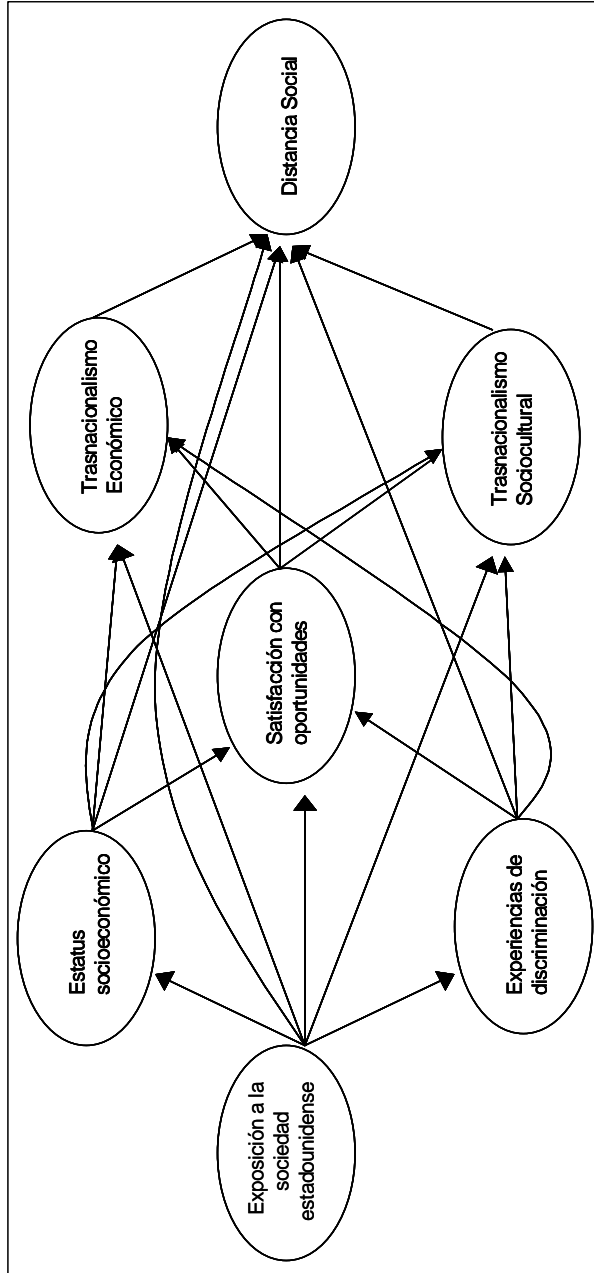 Exposición a la
sociedad
estadounidense
Estatus
socioeconómico
Experiencias de
discriminación
Satisfacción con
oportunidades
Trasnacionalismo
Económico
Trasnacionalismo
Sociocultural
Distancia Social